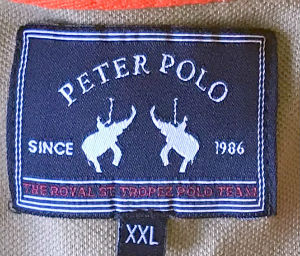 PETER POLO
SINCE 1986
THE ROYAL ST TROPEZ POLO TEAM
XXL